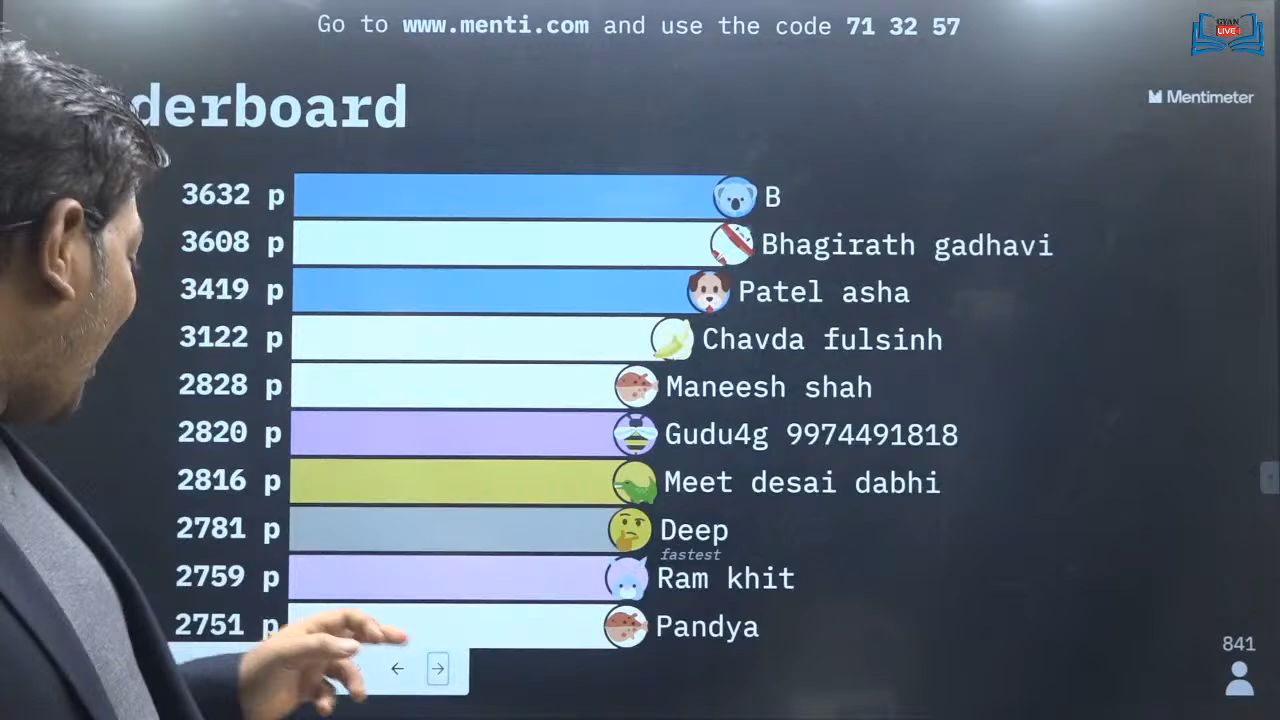 Go to www.menti.com and use the code 71 32 57
GYAN
LIVE
derboard
Mentimeter
3632 p B
3608 p Bhagirath gadhavi
3419 p Patel asha
3122 p Chavda fulsinh
2828 p Maneesh shah
2820 p Gudu4g 9974491818
2816 p Meet desai dabhi
2781 p Deep
fastest
2759 p Ram khit
2751 p Pandya
841